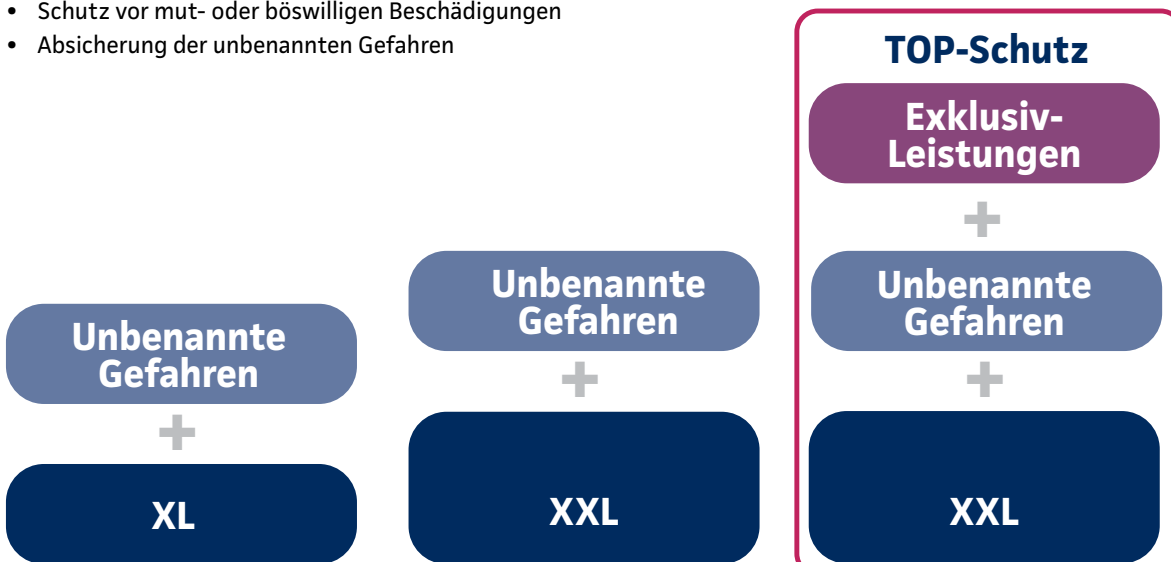 • Schutz vor mut- oder böswilligen Beschädigungen
• Absicherung der unbenannten Gefahren
TOP-Schutz
Exklusiv-
Leistungen
+
Unbenannte
Gefahren
+
XXL
Unbenannte
Gefahren
+
XXL
Unbenannte
Gefahren
+
XL